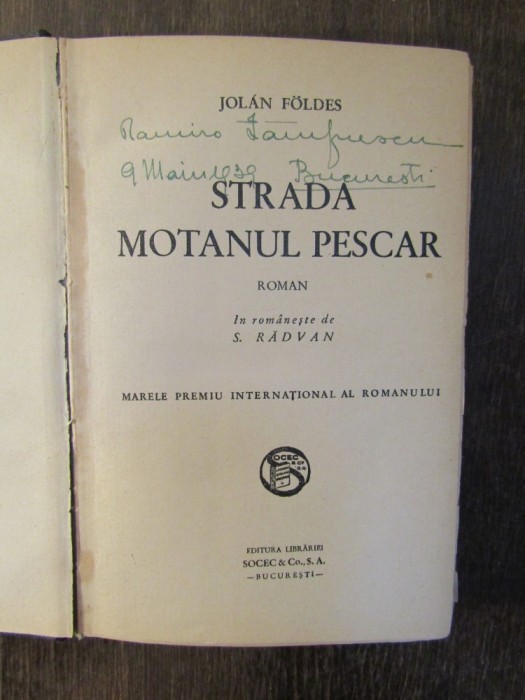 JOLÁN FÖLDES
Ramiro
9 Maiu 1939 București
STRADA
MOTANUL PESCAR
ROMAN
In românește de
S. RĂDVAN
MARELE PREMIU INTERNAȚIONAL AL ROMANULUI
SOCEC
EDITURA LIBRĂRIEI
SOCEC & Co., S. A.
—BUCUREȘTI—